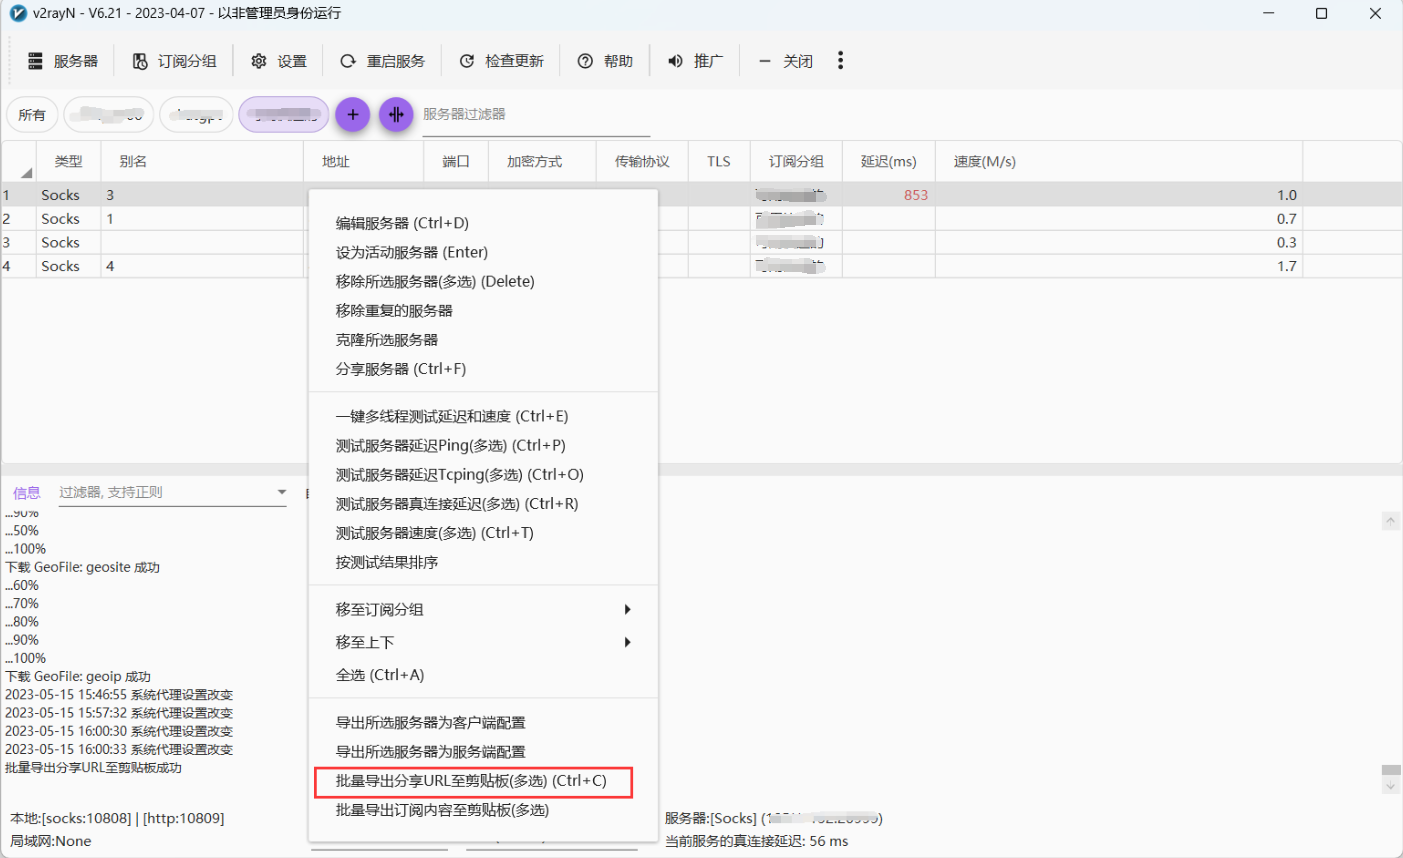 v2rayN - V6.21 - 2023-04-07 - 以非管理员身份运行
服务器 订阅分组 设置 重启服务 检查更新 帮助 推广 关闭
所有 服务器过滤器
类型 别名 地址 端口 加密方式 传输协议 TLS 订阅分组 延迟(ms) 速度(M/s)
1 Socks 3 853 1.0
2 Socks 1 0.7
3 Socks 0.3
4 Socks 4 1.7
编辑服务器 (Ctrl+D)
设为活动服务器 (Enter)
移除所选服务器(多选) (Delete)
移除重复的服务器
克隆所选服务器
分享服务器 (Ctrl+F)
一键多线程测试延迟和速度 (Ctrl+E)
测试服务器延迟Ping(多选) (Ctrl+P)
测试服务器延迟Tcping(多选) (Ctrl+O)
测试服务器真连接延迟(多选) (Ctrl+R)
测试服务器速度(多选) (Ctrl+T)
按测试结果排序
移至订阅分组
移至上下
全选 (Ctrl+A)
导出所选服务器为客户端配置
导出所选服务器为服务端配置
批量导出分享URL至剪贴板(多选) (Ctrl+C)
批量导出订阅内容至剪贴板(多选)
信息 过滤器, 支持正则
...90%
...50%
...100%
下载 GeoFile: geosite 成功
...60%
...70%
...80%
...90%
...100%
下载 GeoFile: geoip 成功
2023-05-15 15:46:55 系统代理设置改变
2023-05-15 15:57:32 系统代理设置改变
2023-05-15 16:00:30 系统代理设置改变
2023-05-15 16:00:33 系统代理设置改变
批量导出分享URL至剪贴板成功
本地:[socks:10808] | [http:10809]
局域网:None
服务器:[Socks]
当前服务的真连接延迟: 56 ms